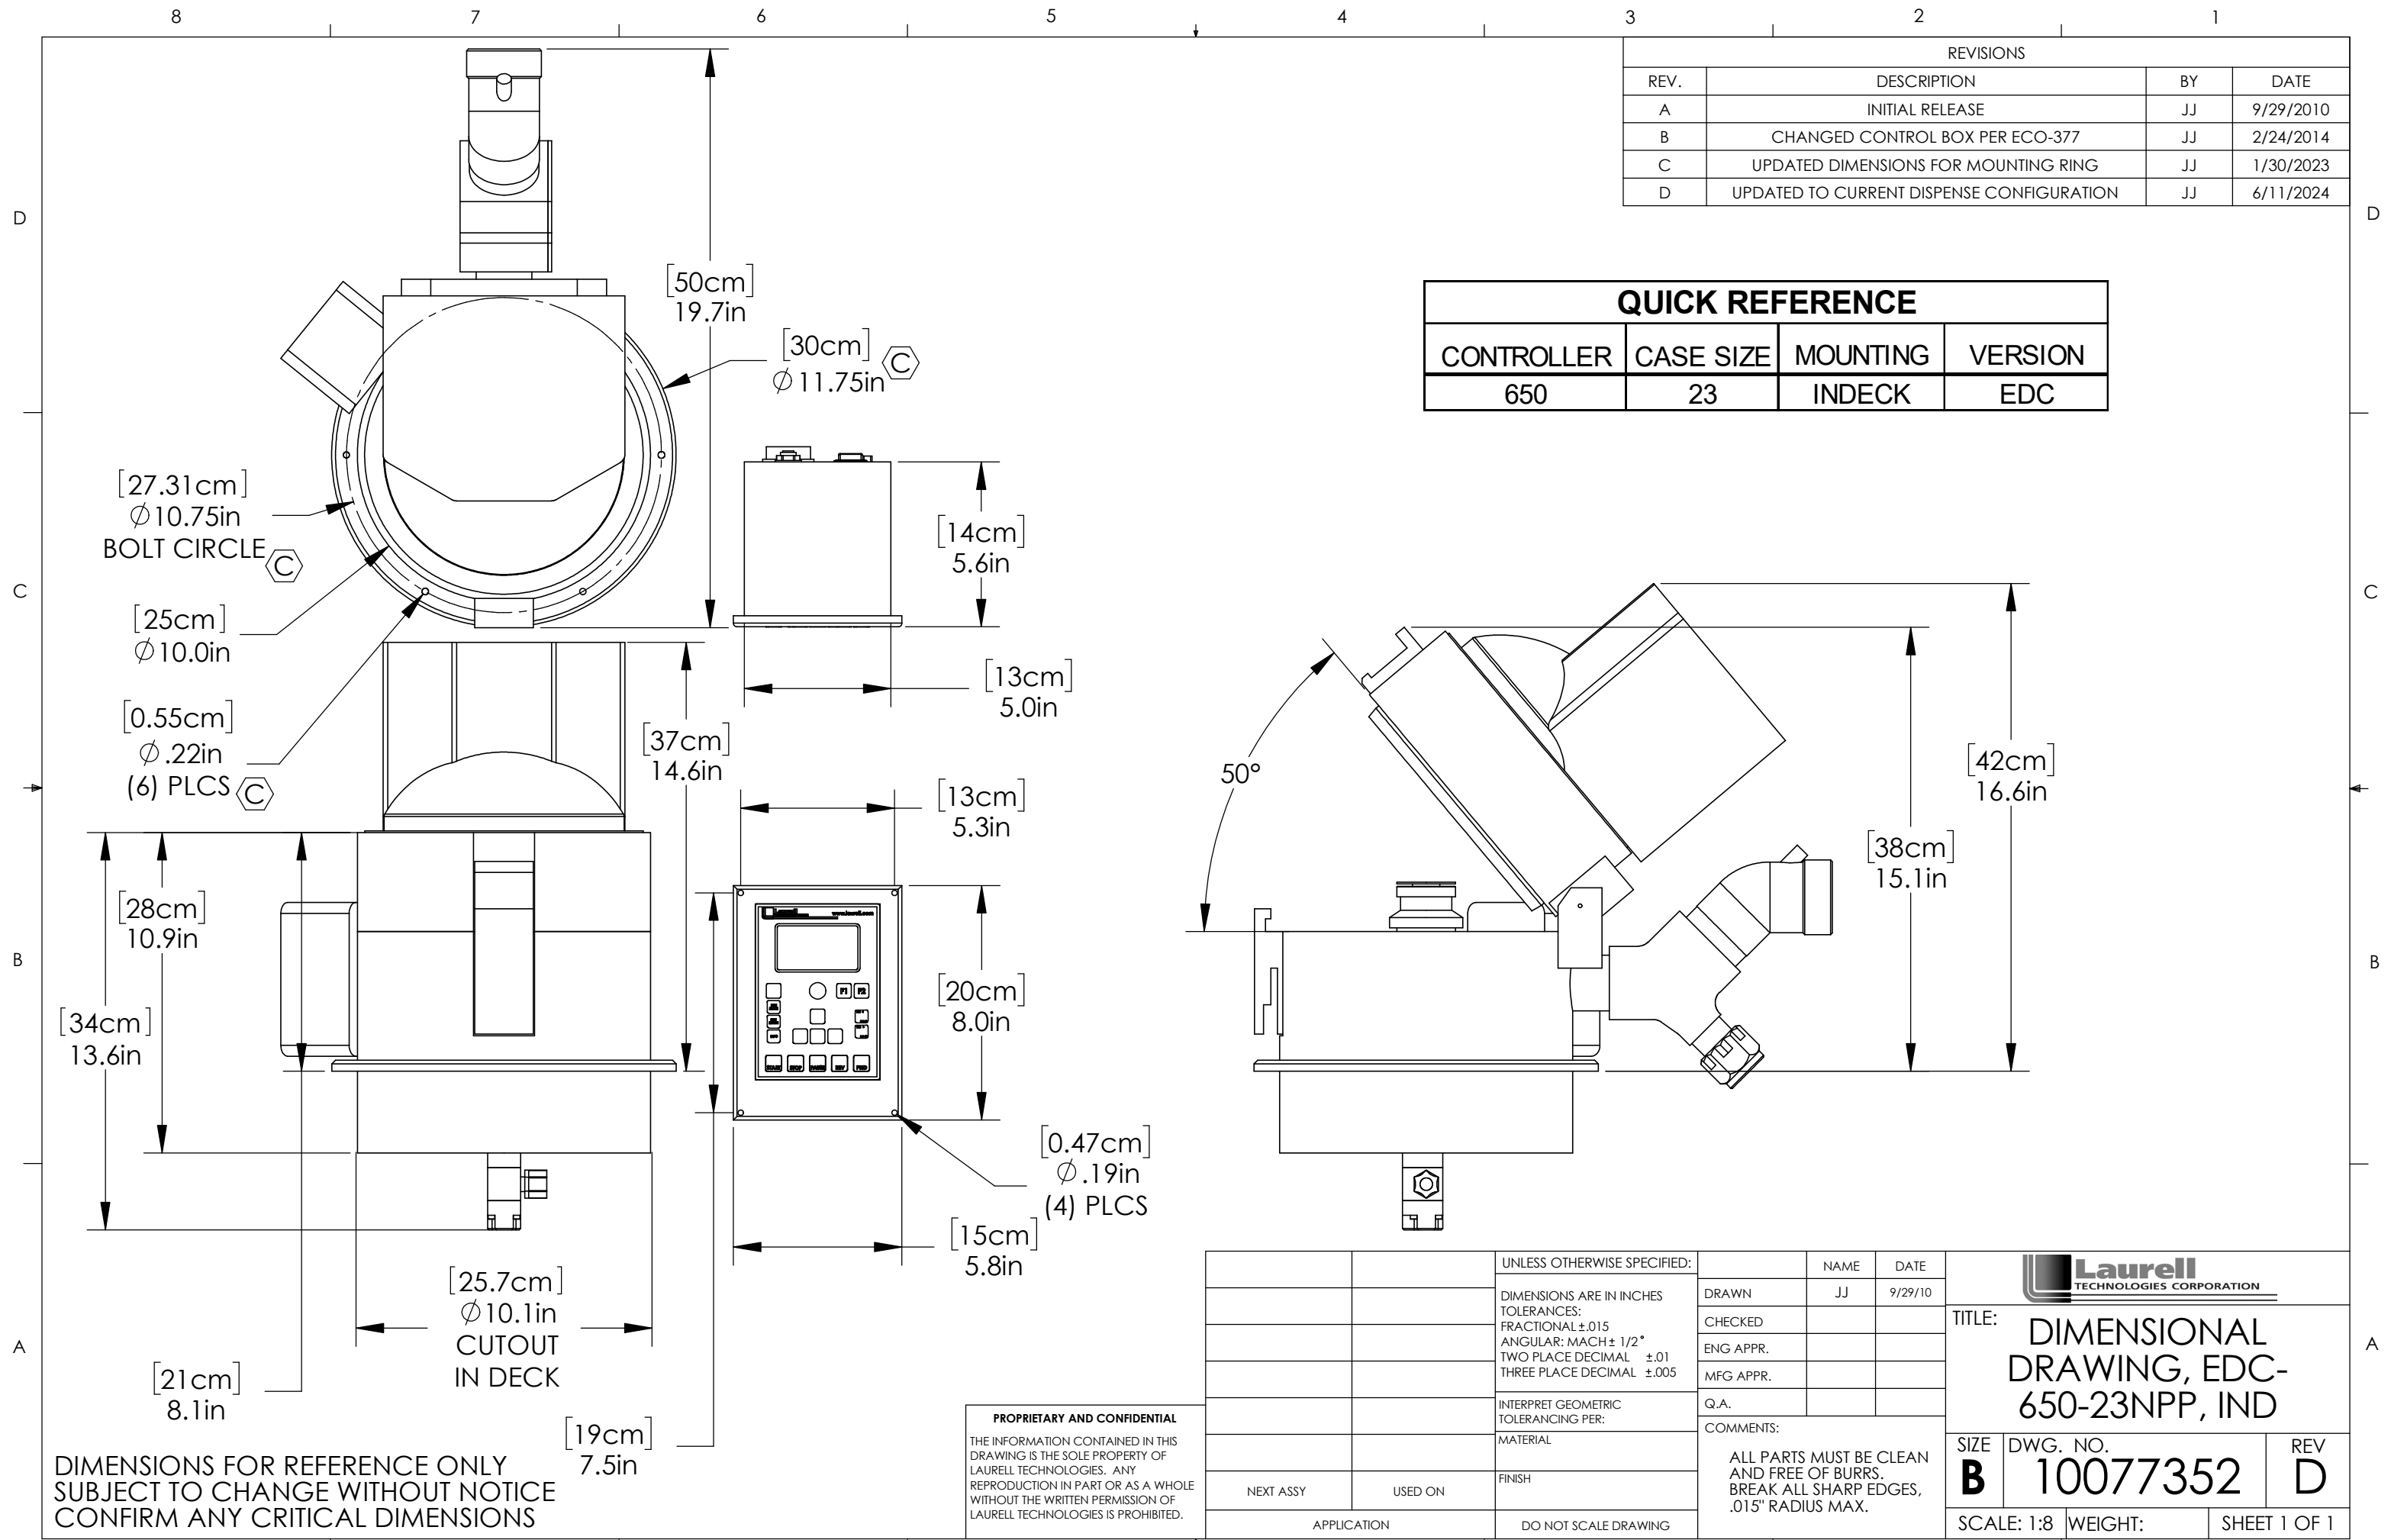 8 7 6 5 4 3 2 1
REVISIONS
REV. DESCRIPTION BY DATE
A INITIAL RELEASE JJ 9/29/2010
B CHANGED CONTROL BOX PER ECO-377 JJ 2/24/2014
C UPDATED DIMENSIONS FOR MOUNTING RING JJ 1/30/2023
D UPDATED TO CURRENT DISPENSE CONFIGURATION JJ 6/11/2024
D D
QUICK REFERENCE
CONTROLLER CASE SIZE MOUNTING VERSION
650 23 INDECK EDC
[50cm]
19.7in
[30cm]
∅ 11.75in C
[27.31cm]
∅10.75in
BOLT CIRCLE C
[25cm]
∅10.0in
[0.55cm]
∅ .22in
(6) PLCS C
[14cm]
5.6in
[13cm]
5.0in
C C
[37cm]
14.6in
[13cm]
5.3in
[28cm]
10.9in
[34cm]
13.6in
[20cm]
8.0in
Laurell www.laurell.com
F1 F2
START STOP PAUSE REV FWD
[0.47cm]
∅ .19in
(4) PLCS
[15cm]
5.8in
[25.7cm]
∅10.1in
CUTOUT
IN DECK
[21cm]
8.1in
[19cm]
7.5in
50°
[42cm]
16.6in
[38cm]
15.1in
B B
A A
DIMENSIONS FOR REFERENCE ONLY
SUBJECT TO CHANGE WITHOUT NOTICE
CONFIRM ANY CRITICAL DIMENSIONS
PROPRIETARY AND CONFIDENTIAL
THE INFORMATION CONTAINED IN THIS
DRAWING IS THE SOLE PROPERTY OF
LAURELL TECHNOLOGIES. ANY
REPRODUCTION IN PART OR AS A WHOLE
WITHOUT THE WRITTEN PERMISSION OF
LAURELL TECHNOLOGIES IS PROHIBITED.
NEXT ASSY USED ON
APPLICATION
UNLESS OTHERWISE SPECIFIED:
DIMENSIONS ARE IN INCHES
TOLERANCES:
FRACTIONAL±.015
ANGULAR: MACH± 1/2°
TWO PLACE DECIMAL ±.01
THREE PLACE DECIMAL ±.005
INTERPRET GEOMETRIC
TOLERANCING PER:
MATERIAL
FINISH
DO NOT SCALE DRAWING
NAME DATE
DRAWN JJ 9/29/10
CHECKED
ENG APPR.
MFG APPR.
Q.A.
COMMENTS:
ALL PARTS MUST BE CLEAN
AND FREE OF BURRS.
BREAK ALL SHARP EDGES,
.015" RADIUS MAX.
Laurell
TECHNOLOGIES CORPORATION
TITLE:
DIMENSIONAL
DRAWING, EDC-
650-23NPP, IND
SIZE DWG. NO. REV
B 10077352 D
SCALE: 1:8 WEIGHT: SHEET 1 OF 1